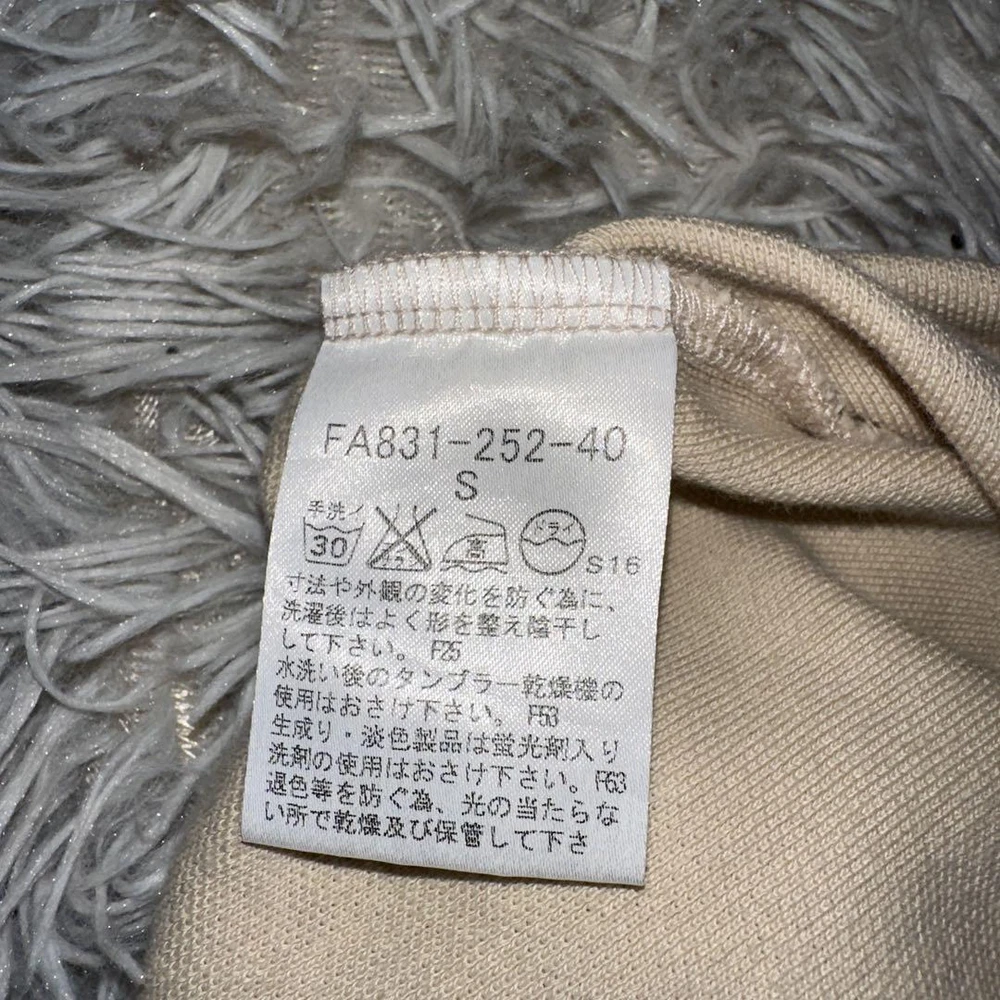 FA831-252-40
S
手洗イ
30 高 ドライ S16
寸法や外観の変化を防ぐ為に、
洗濯後はよく形を整え陰干し
して下さい。 F25
水洗い後のタンブラー乾燥機の
使用はおさけ下さい。 F53
生成り・淡色製品は蛍光剤入り
洗剤の使用はおさけ下さい。F63
退色等を防ぐ為、光の当たらな
い所で乾燥及び保管して下さ